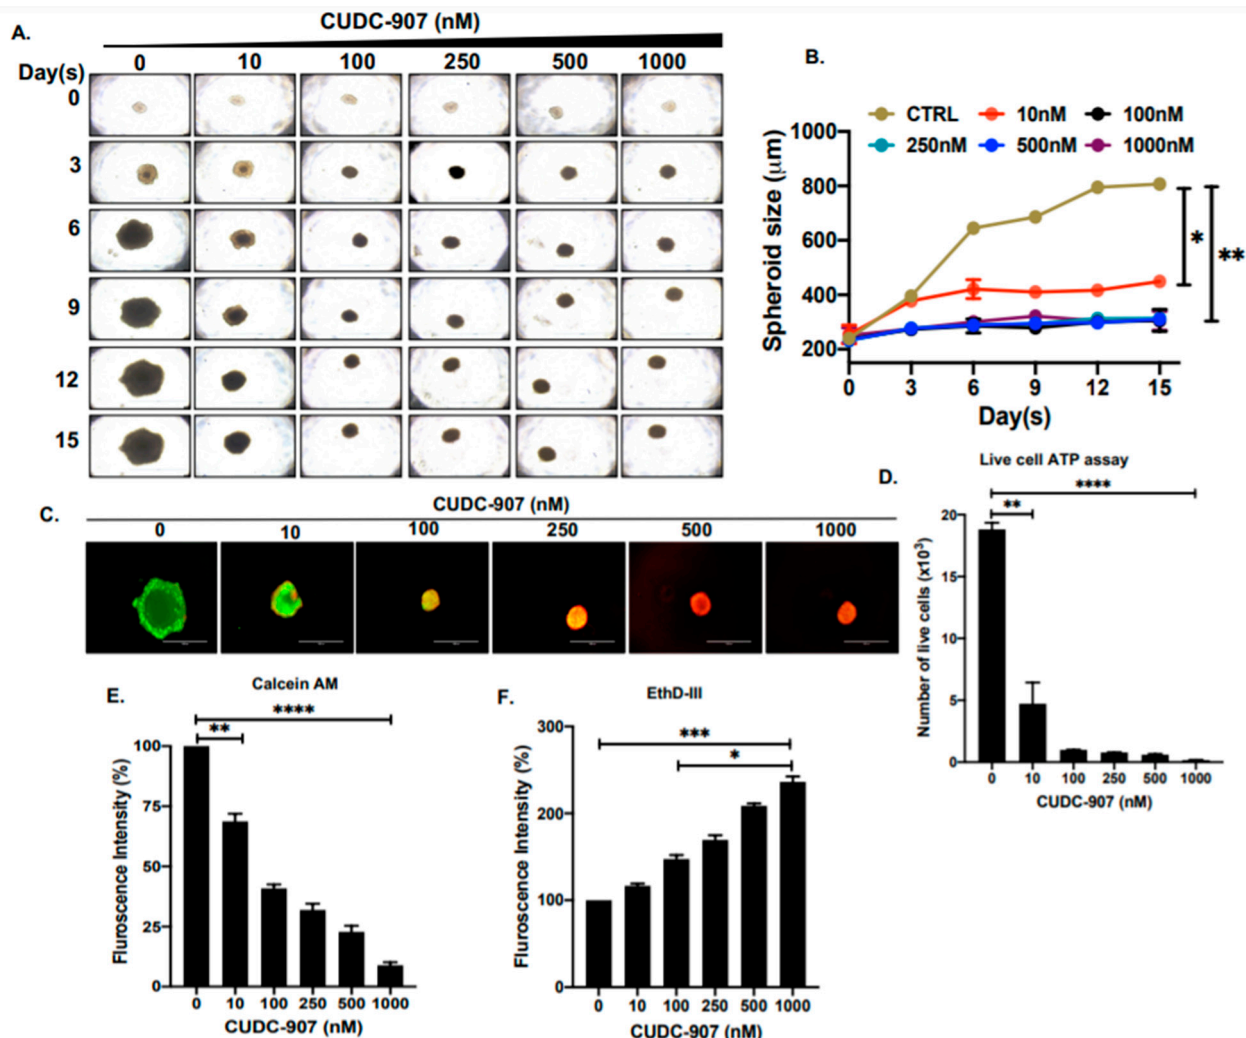 A.
CUDC-907 (nM)
Day(s) 0 10 100 250 500 1000
0
3
6
9
12
15
B.
CTRL 10nM 100nM
250nM 500nM 1000nM
Spheroid size (μm)
1000
800
600
400
200
*
**
0 3 6 9 12 15
Day(s)
C.
CUDC-907 (nM)
0 10 100 250 500 1000
D.
Live cell ATP assay
****
**
Number of live cells (x10³)
20
15
10
5
0
0 10 100 250 500 1000
CUDC-907 (nM)
E.
Calcein AM
****
**
Fluroscence Intensity (%)
100
75
50
25
0
0 10 100 250 500 1000
CUDC-907 (nM)
F.
EthD-III
***
*
Fluroscence Intensity (%)
300
200
100
0
0 10 100 250 500 1000
CUDC-907 (nM)